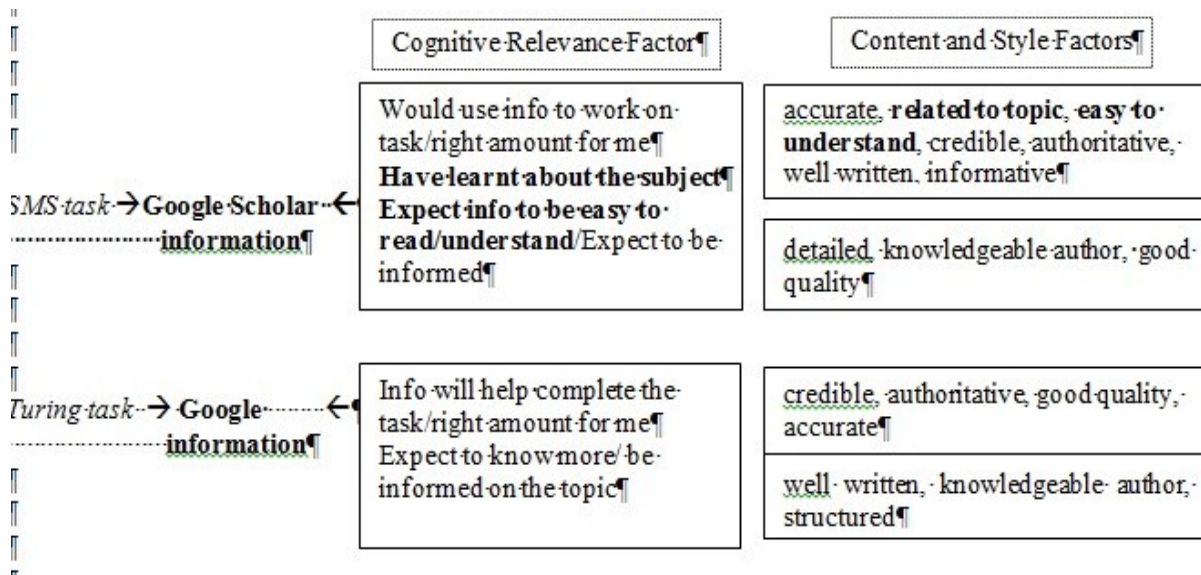 Cognitive Relevance Factor¶
Content and Style Factors¶
Would use info to work on
task/right amount for me¶
Have learnt about the subject¶
Expect info to be easy to
read/understand/Expect to be
informed¶
accurate, related to topic, easy to
understand, credible, authoritative,
well written, informative¶
SMS task → Google Scholar ←¶
information¶
detailed, knowledgeable author, good
quality¶
Info will help complete the
task/right amount for me¶
Expect to know more/ be
informed on the topic¶
credible, authoritative, good quality,
accurate¶
Turing task → Google ←¶
information¶
well written, knowledgeable author,
structured¶